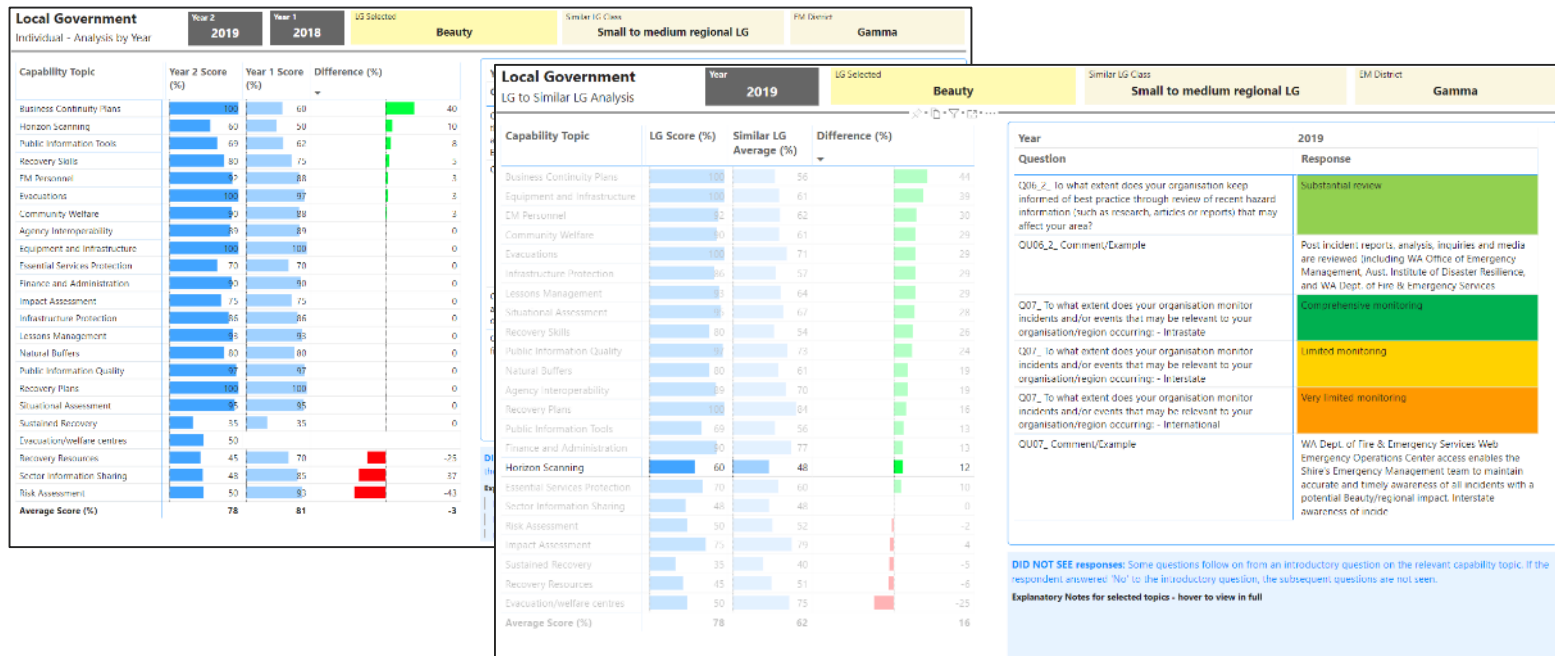 Local Government
Individual - Analysis by Year
Year 2
2019
Year 1
2018
LG Selected
Beauty
Similar LG Class
Small to medium regional LG
EM District
Gamma
Capability Topic Year 2 Score (%) Year 1 Score (%) Difference (%)
Business Continuity Plans 100 60 40
Horizon Scanning 60 50 10
Public Information Tools 69 62 8
Recovery Skills 80 75 5
EM Personnel 92 88 3
Evacuations 100 97 3
Community Welfare 90 88 3
Agency Interoperability 89 89 0
Equipment and Infrastructure 100 100 0
Essential Services Protection 70 70 0
Finance and Administration 90 90 0
Impact Assessment 75 75 0
Infrastructure Protection 86 86 0
Lessons Management 93 93 0
Natural Buffers 80 80 0
Public Information Quality 97 97 0
Recovery Plans 100 100 0
Situational Assessment 95 95 0
Sustained Recovery 35 35 0
Evacuation/welfare centres 50
Recovery Resources 45 70 -25
Sector Information Sharing 48 85 37
Risk Assessment 50 93 -43
Average Score (%) 78 81 -3
Local Government
LG to Similar LG Analysis
Year
2019
LG Selected
Beauty
Similar LG Class
Small to medium regional LG
EM District
Gamma
Capability Topic LG Score (%) Similar LG Average (%) Difference (%)
Business Continuity Plans 100 56 44
Equipment and Infrastructure 100 61 39
EM Personnel 92 62 30
Community Welfare 90 61 29
Evacuations 100 71 29
Infrastructure Protection 86 57 29
Lessons Management 93 64 29
Situational Assessment 95 67 28
Recovery Skills 80 54 26
Public Information Quality 97 73 24
Natural Buffers 80 61 19
Agency Interoperability 89 70 19
Recovery Plans 100 84 16
Public Information Tools 69 56 13
Finance and Administration 90 77 13
Horizon Scanning 60 48 12
Essential Services Protection 70 60 10
Sector Information Sharing 48 48 0
Risk Assessment 50 52 -2
Impact Assessment 75 79 4
Sustained Recovery 35 40 -5
Recovery Resources 45 51 -6
Evacuation/welfare centres 50 75 -25
Average Score (%) 78 62 16
Year 2019
Question Response
Q06_2_ To what extent does your organisation keep
informed of best practice through review of recent hazard
information (such as research, articles or reports) that may
affect your area?
Substantial review
QU06_2_ Comment/Example
Post incident reports, analysis, inquiries and media
are reviewed (including WA Office of Emergency
Management, Aust. Institute of Disaster Resilience,
and WA Dept. of Fire & Emergency Services
Q07_ To what extent does your organisation monitor
incidents and/or events that may be relevant to your
organisation/region occurring: - Intrastate
Comprehensive monitoring
Q07_ To what extent does your organisation monitor
incidents and/or events that may be relevant to your
organisation/region occurring: - Interstate
Limited monitoring
Q07_ To what extent does your organisation monitor
incidents and/or events that may be relevant to your
organisation/region occurring: - International
Very limited monitoring
QU07_ Comment/Example
WA Dept. of Fire & Emergency Services Web
Emergency Operations Center access enables the
Shire's Emergency Management team to maintain
accurate and timely awareness of all incidents with a
potential Beauty/regional impact. Interstate
awareness of incide
DID NOT SEE responses: Some questions follow on from an introductory question on the relevant capability topic. If the
respondent answered 'No' to the introductory question, the subsequent questions are not seen.
Explanatory Notes for selected topics - hover to view in full